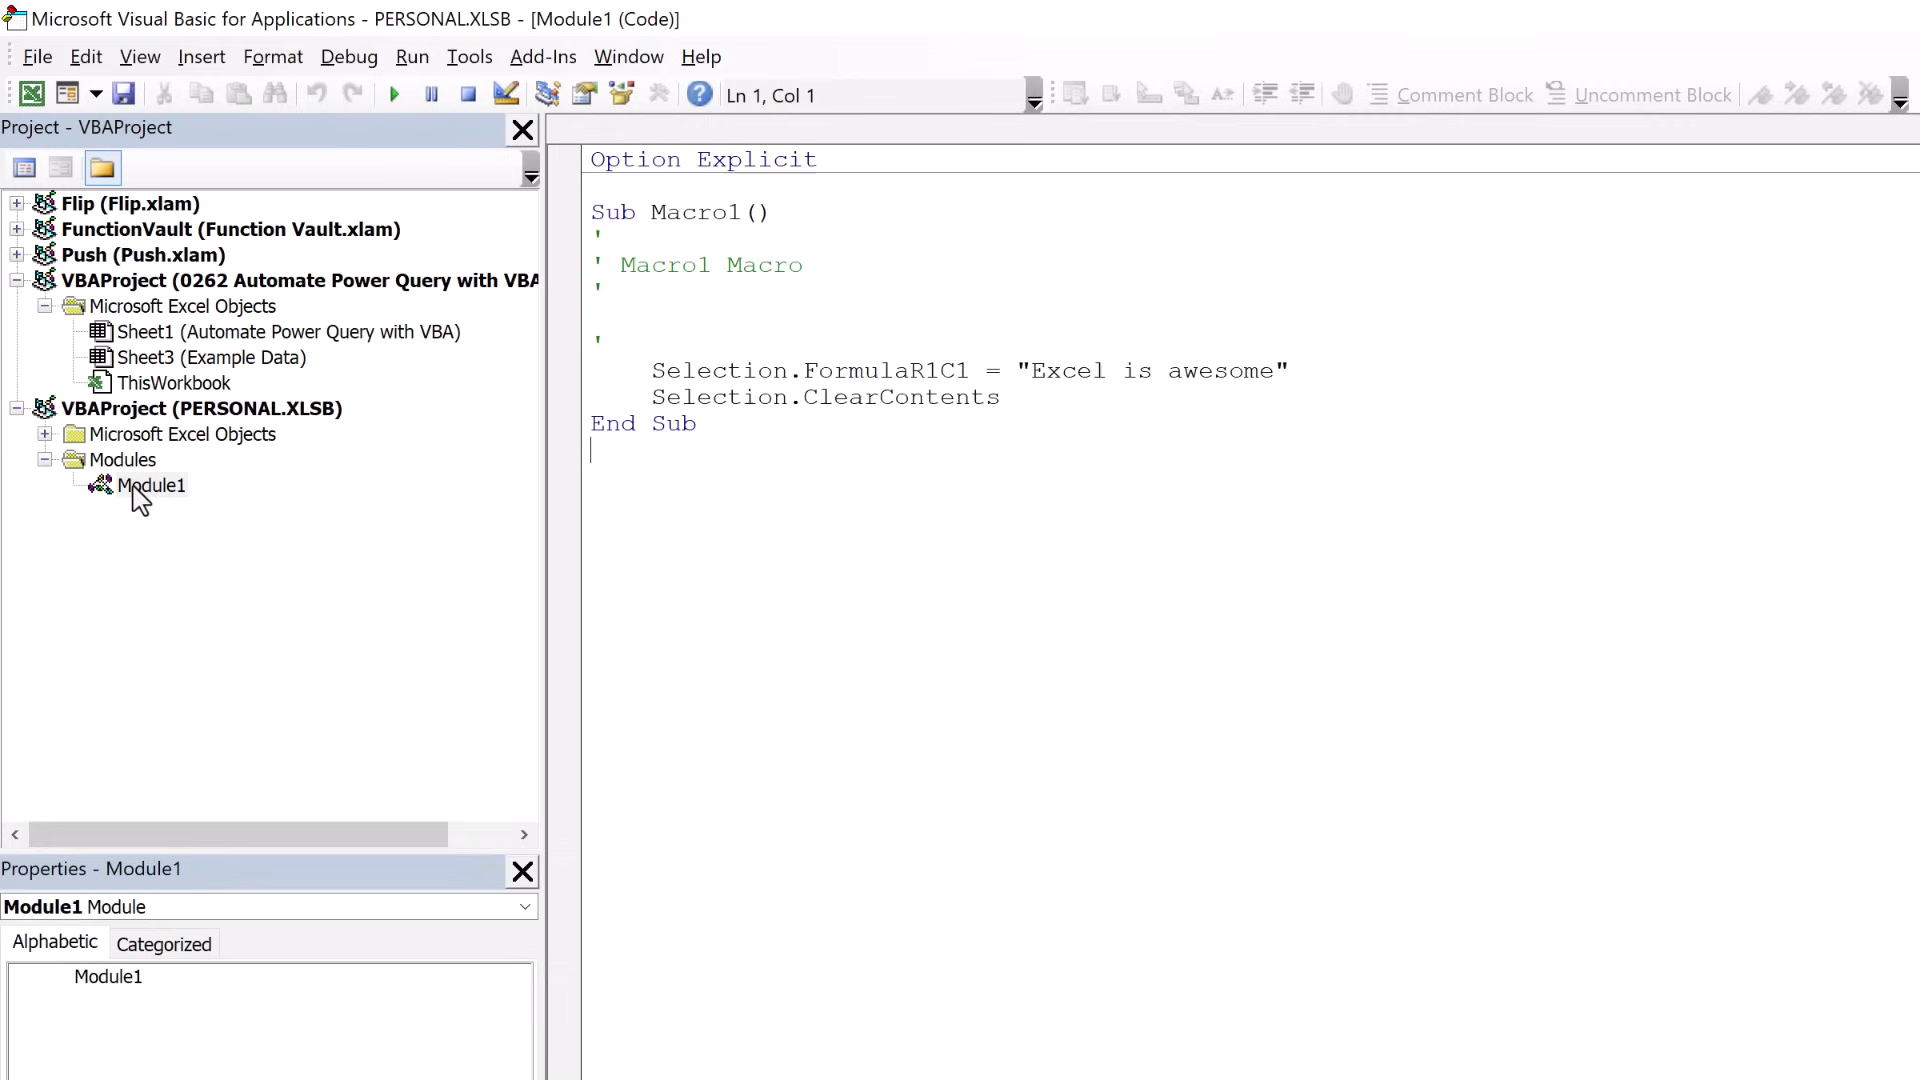 Microsoft Visual Basic for Applications - PERSONAL.XLSB - [Module1 (Code)]
File Edit View Insert Format Debug Run Tools Add-Ins Window Help
Ln 1, Col 1 Comment Block Uncomment Block
Project - VBAProject
Flip (Flip.xlam)
FunctionVault (Function Vault.xlam)
Push (Push.xlam)
VBAProject (0262 Automate Power Query with VBA
Microsoft Excel Objects
Sheet1 (Automate Power Query with VBA)
Sheet3 (Example Data)
ThisWorkbook
VBAProject (PERSONAL.XLSB)
Microsoft Excel Objects
Modules
Module1
Properties - Module1
Module1 Module
Alphabetic Categorized
Module1
Option Explicit
Sub Macro1()
'
' Macro1 Macro
'
'
Selection.FormulaR1C1 = "Excel is awesome"
Selection.ClearContents
End Sub